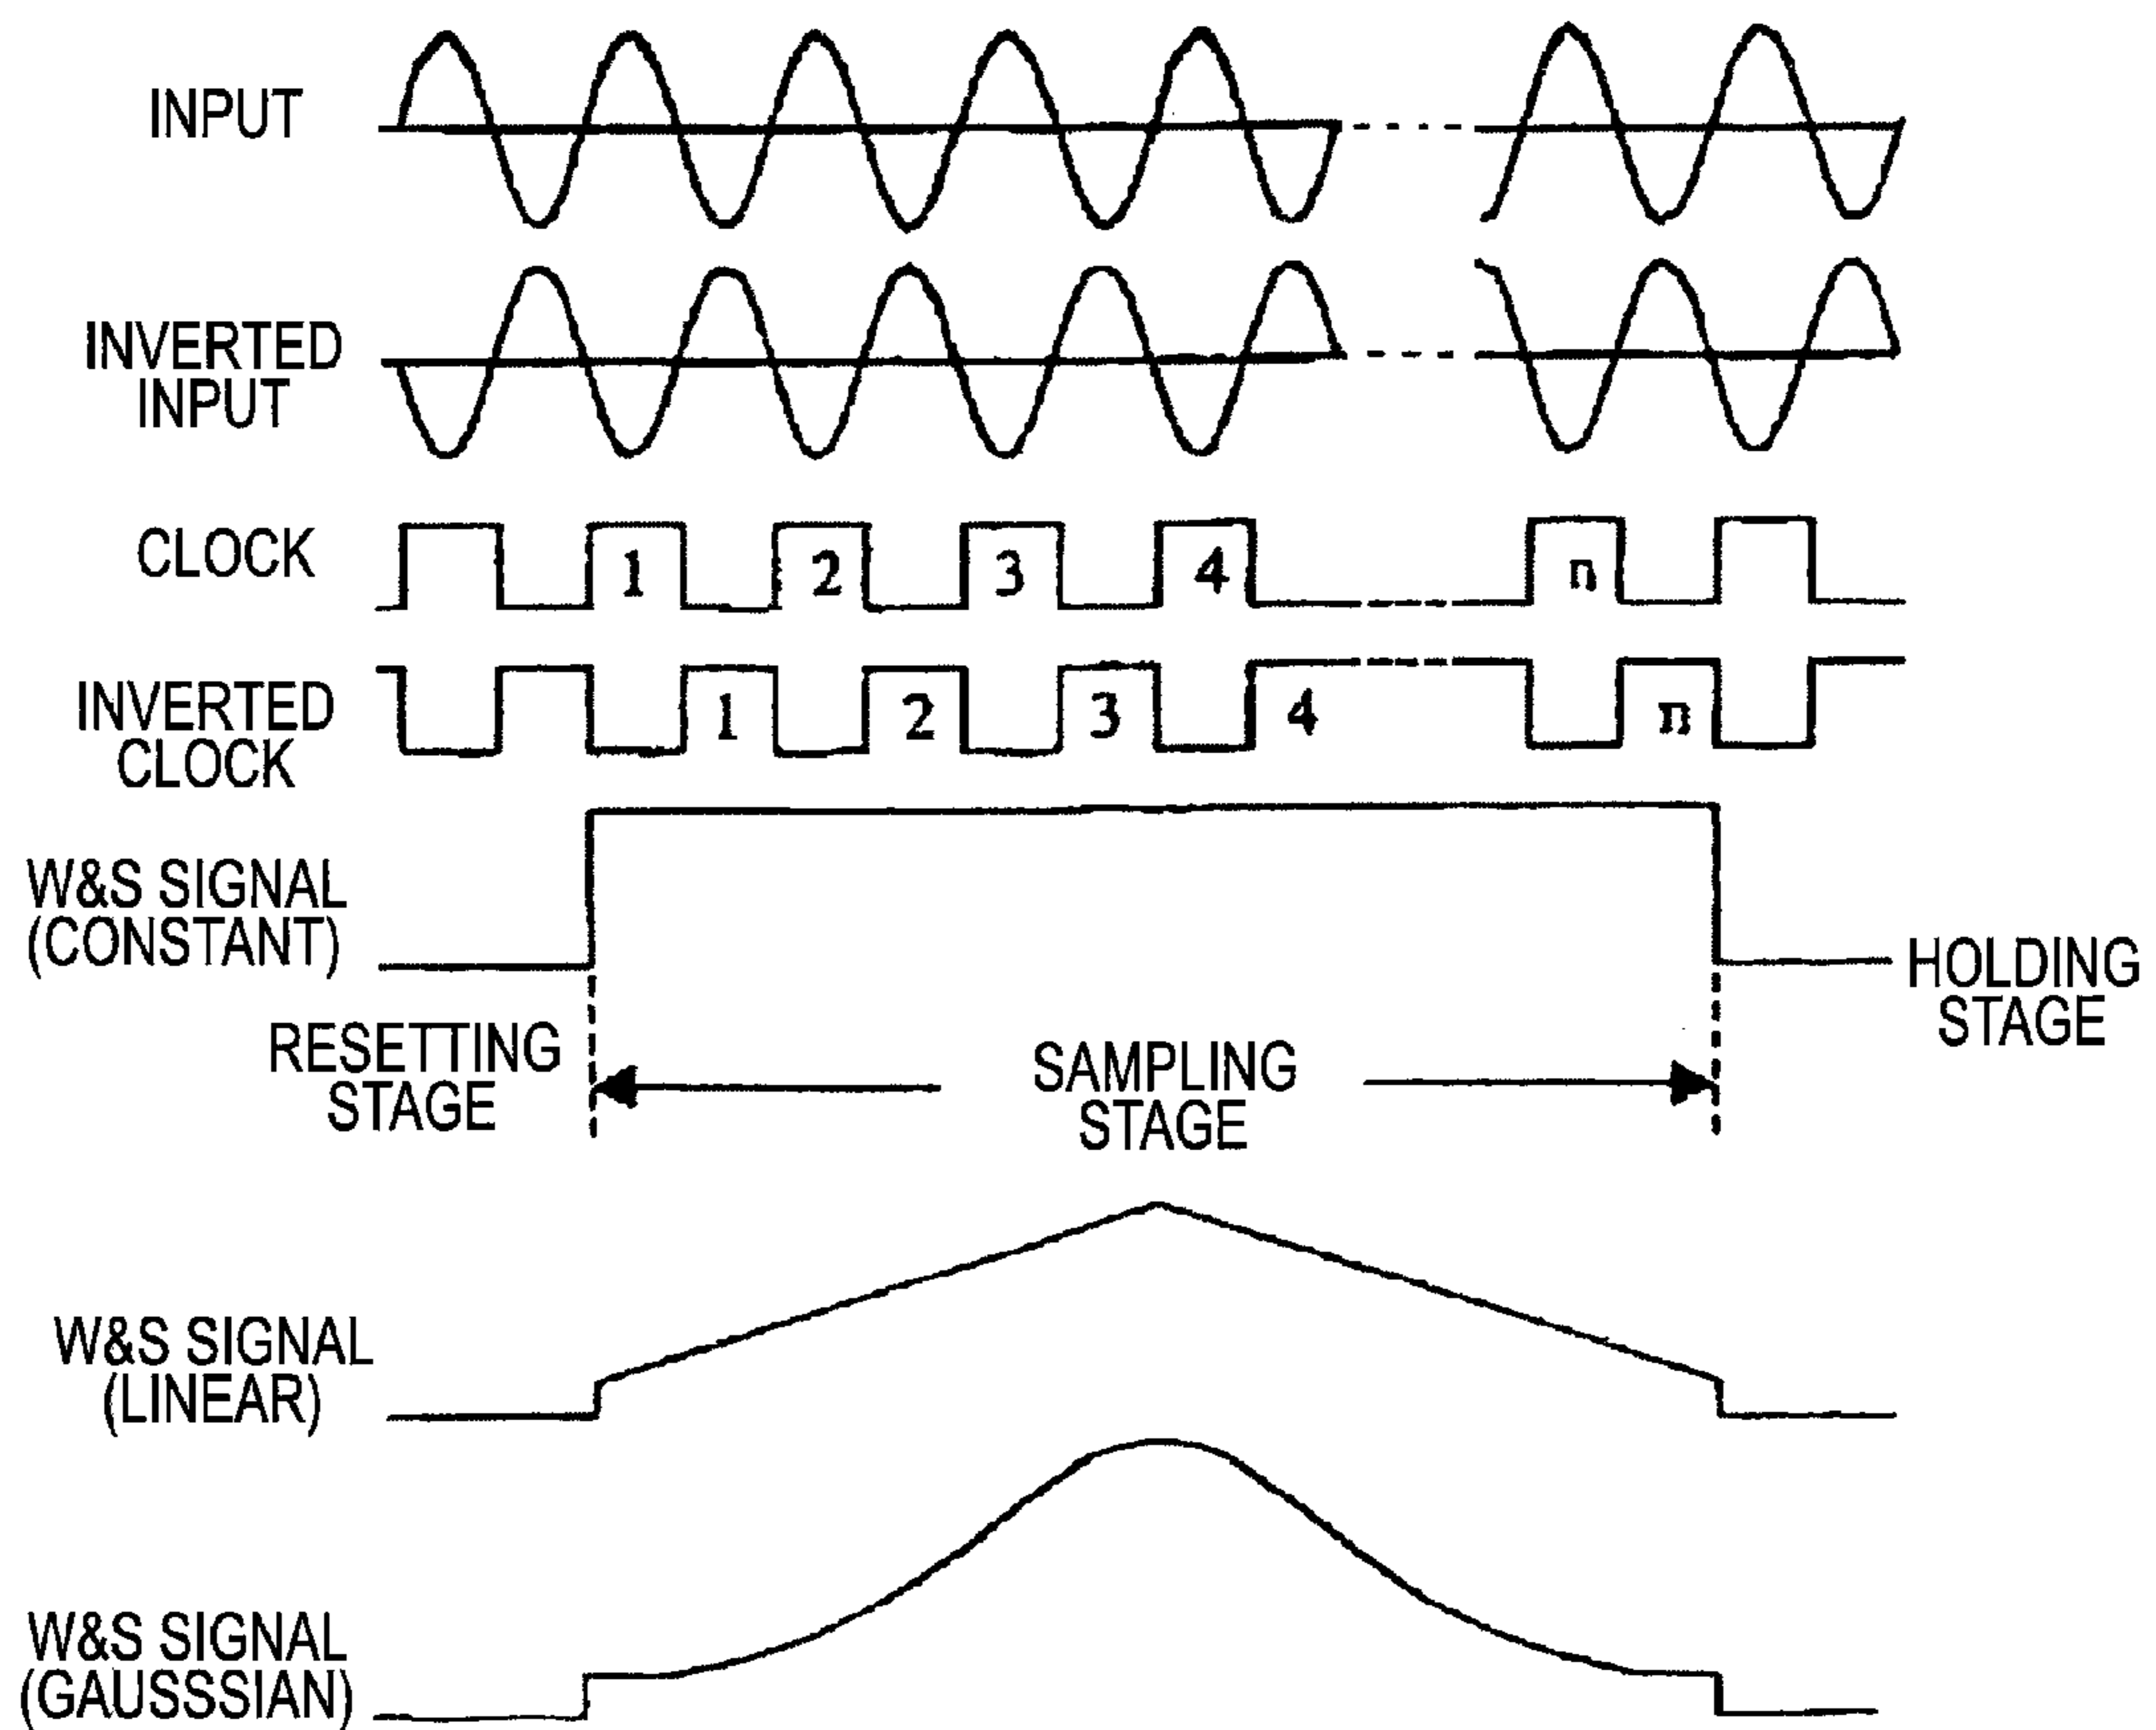 INPUT
INVERTED
INPUT
CLOCK
1 2 3 4 n
INVERTED
CLOCK
1 2 3 4 n
W&S SIGNAL
(CONSTANT)
HOLDING
STAGE
RESETTING
STAGE
SAMPLING
STAGE
W&S SIGNAL
(LINEAR)
W&S SIGNAL
(GAUSSSIAN)